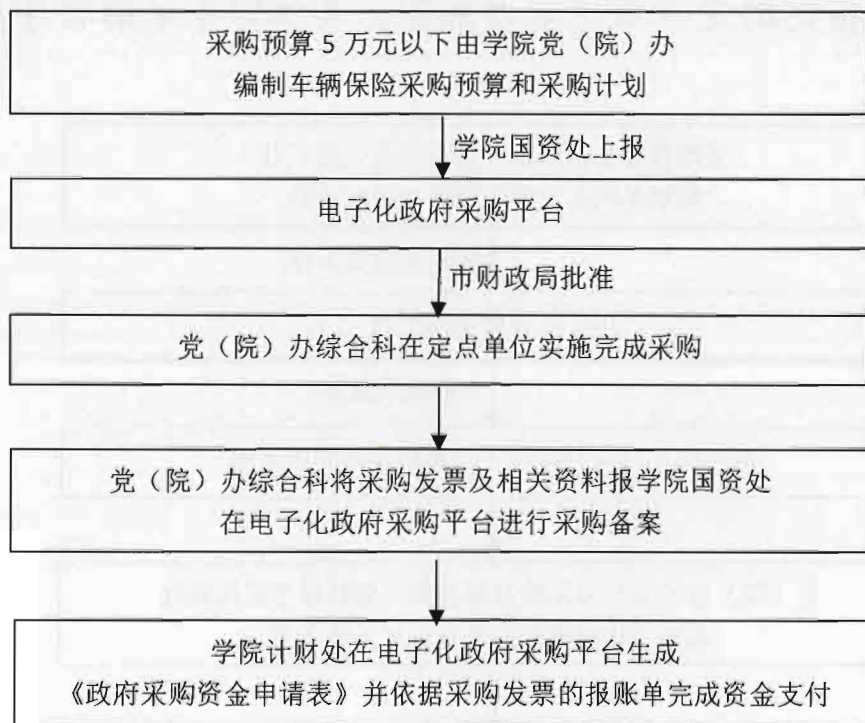 采购预算5万元以下由学院党（院）办
编制车辆保险采购预算和采购计划
学院国资处上报
电子化政府采购平台
市财政局批准
党（院）办综合科在定点单位实施完成采购
党（院）办综合科将采购发票及相关资料报学院国资处
在电子化政府采购平台进行采购备案
学院计财处在电子化政府采购平台生成
《政府采购资金申请表》并依据采购发票的报账单完成资金支付